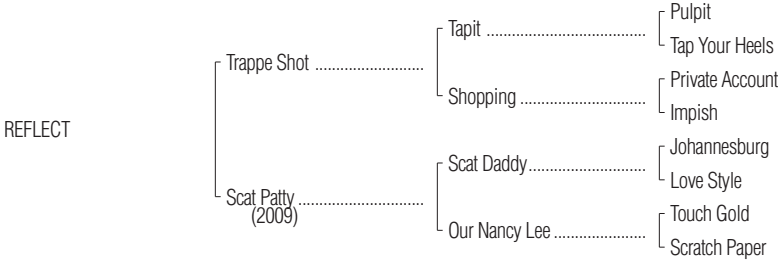 Pulpit
Tapit ................................
Tap Your Heels
Trappe Shot ..........................
Private Account
Shopping ..............................
Impish
REFLECT
Johannesburg
Scat Daddy.............................
Love Style
Scat Patty ..............................
(2009)
Touch Gold
Our Nancy Lee .......................
Scratch Paper